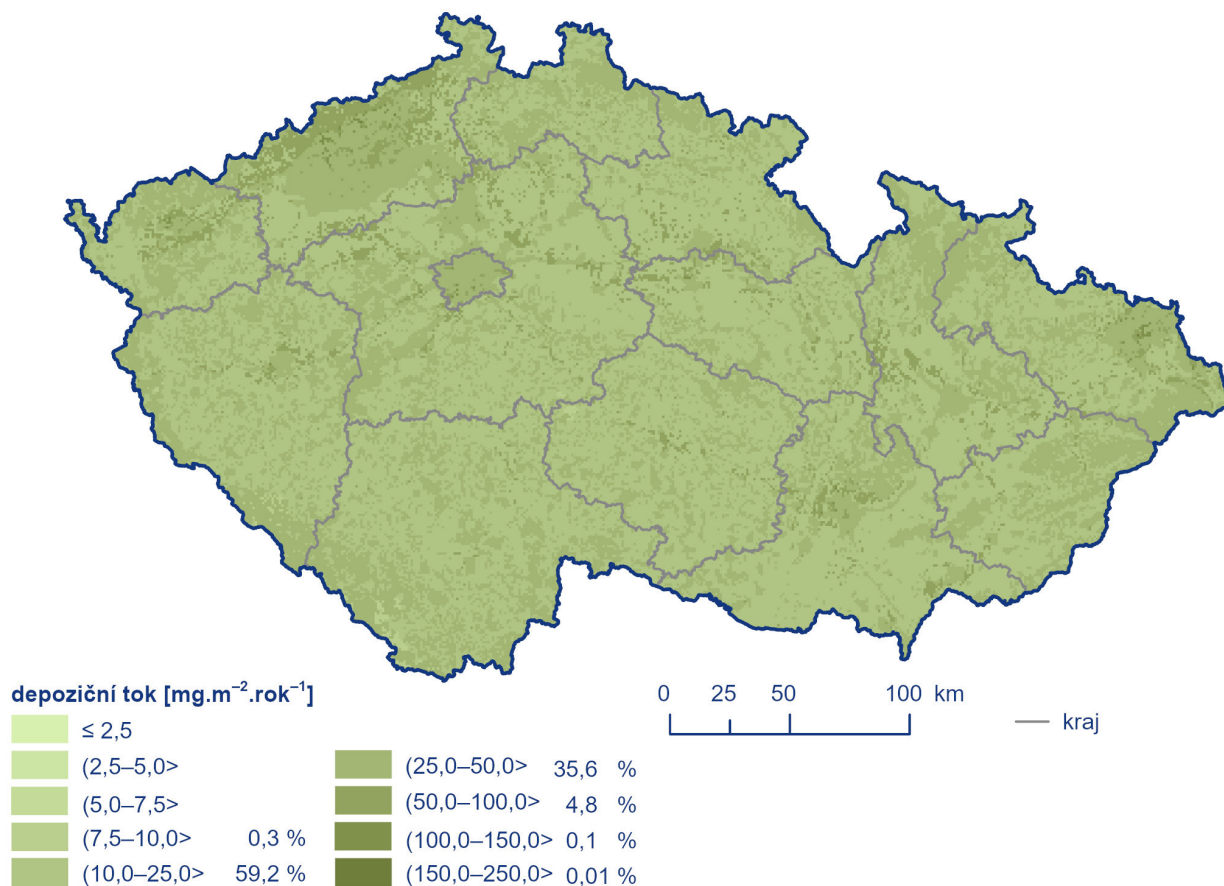 depoziční tok [mg.m⁻².rok⁻¹]
≤ 2,5
(2,5–5,0>
(5,0–7,5>
(7,5–10,0> 0,3 %
(10,0–25,0> 59,2 %
(25,0–50,0> 35,6 %
(50,0–100,0> 4,8 %
(100,0–150,0> 0,1 %
(150,0–250,0> 0,01 %
0 25 50 100 km
kraj